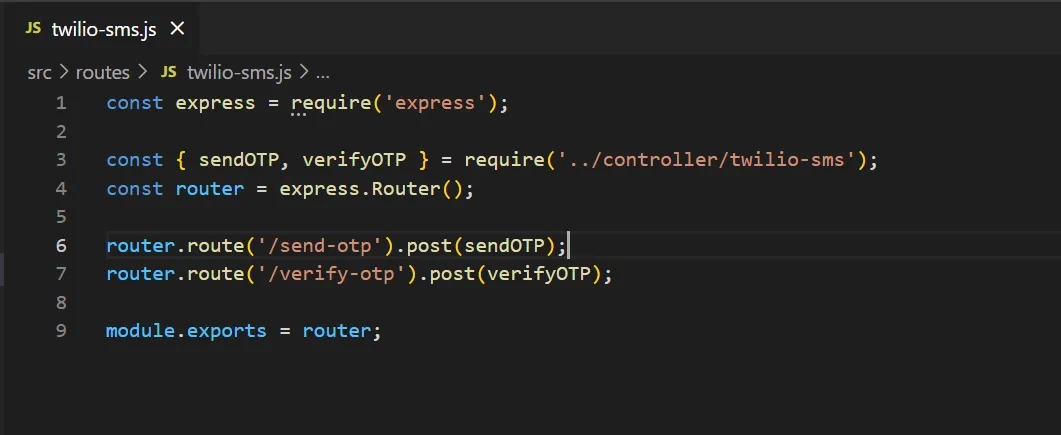 JS twilio-sms.js ×
src > routes > JS twilio-sms.js > ...
1 const express = require('express');
2
3 const { sendOTP, verifyOTP } = require('../controller/twilio-sms');
4 const router = express.Router();
5
6 router.route('/send-otp').post(sendOTP);
7 router.route('/verify-otp').post(verifyOTP);
8
9 module.exports = router;